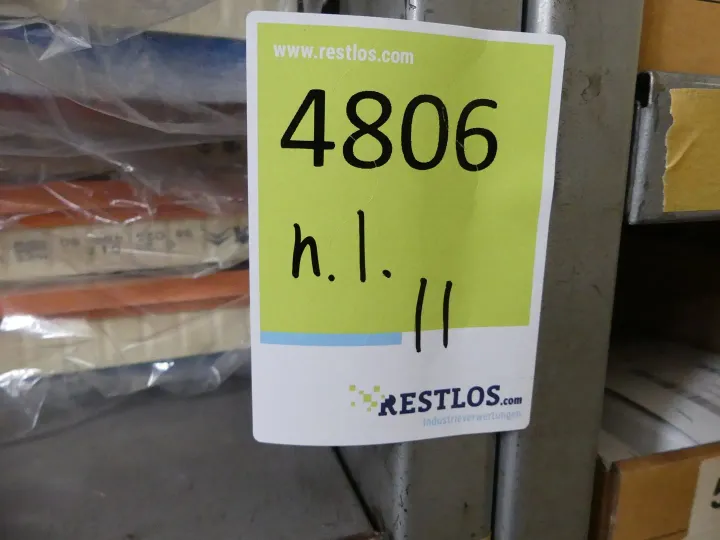 www.restlos.com
4806
n. l.
11
RESTLOS.com
industrieverwertungen